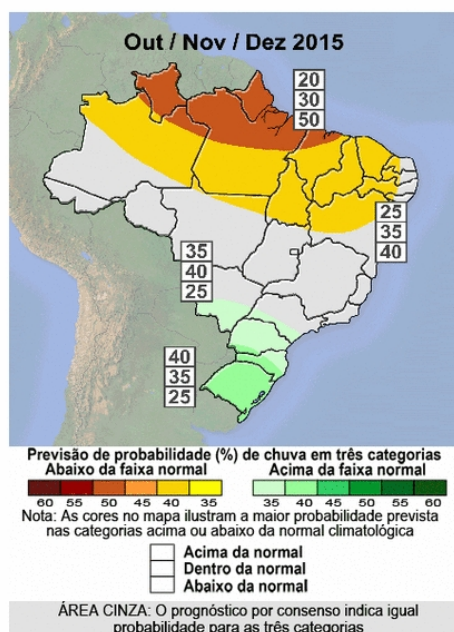 Out / Nov / Dez 2015
20
30
50
25
35
40
35
40
25
40
35
25
Previsão de probabilidade (%) de chuva em três categorias
Abaixo da faixa normal Acima da faixa normal
60 55 50 45 40 35 35 40 45 50 55 60
Nota: As cores no mapa ilustram a maior probabilidade prevista
nas categorias acima ou abaixo da normal climatológica
Acima da normal
Dentro da normal
Abaixo da normal
ÁREA CINZA: O prognóstico por consenso indica igual
probabilidade para as três categorias